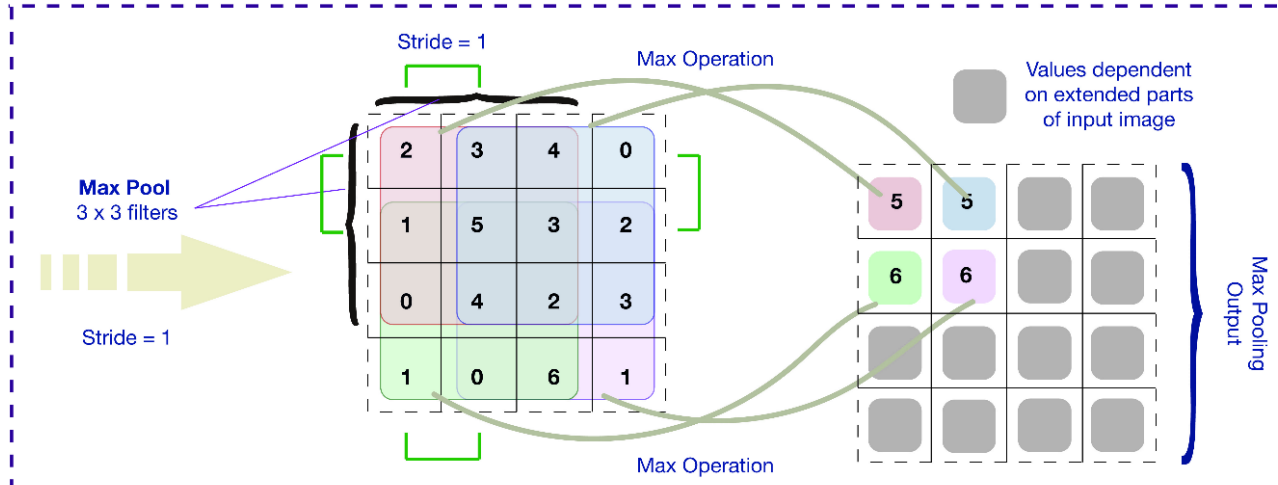 Stride = 1
Max Operation
Values dependent
on extended parts
of input image
Max Pool
3 x 3 filters
Stride = 1
2 3 4 0
1 5 3 2
0 4 2 3
1 0 6 1
5 5
6 6
Max Pooling
Output
Max Operation